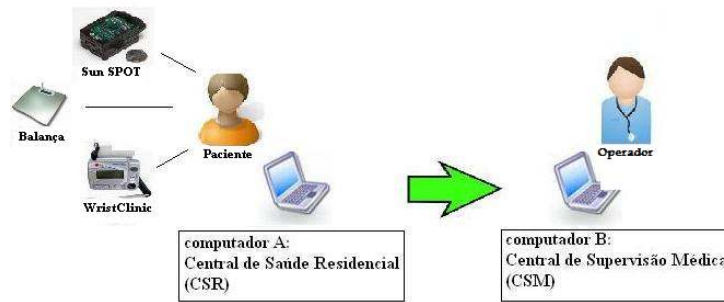 Sun SPOT
Balança
Paciente
WristClinic
Operador
computador A:
Central de Saúde Residencial
(CSR)
computador B:
Central de Supervisão Médica
(CSM)